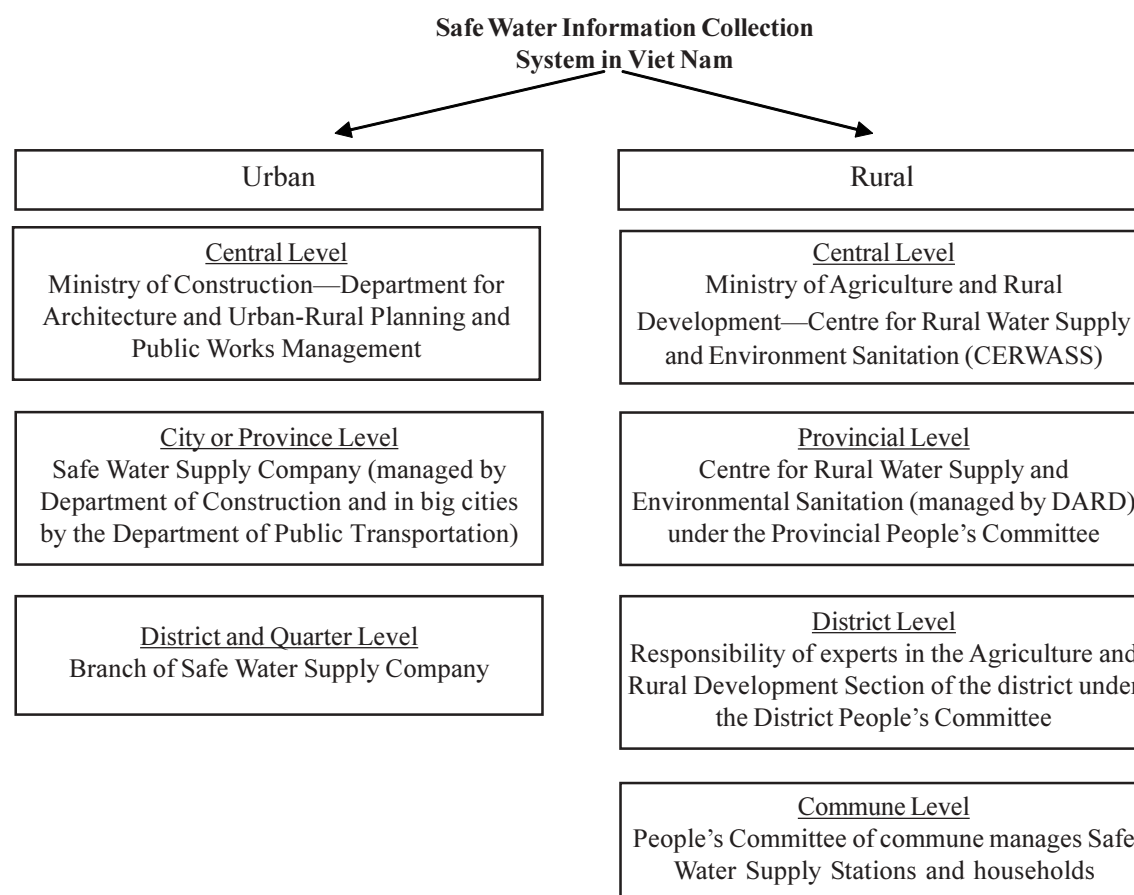 Safe Water Information Collection
System in Viet Nam
Urban
Central Level
Ministry of Construction—Department for
Architecture and Urban-Rural Planning and
Public Works Management
City or Province Level
Safe Water Supply Company (managed by
Department of Construction and in big cities
by the Department of Public Transportation)
District and Quarter Level
Branch of Safe Water Supply Company
Rural
Central Level
Ministry of Agriculture and Rural
Development—Centre for Rural Water Supply
and Environment Sanitation (CERWASS)
Provincial Level
Centre for Rural Water Supply and
Environmental Sanitation (managed by DARD)
under the Provincial People’s Committee
District Level
Responsibility of experts in the Agriculture and
Rural Development Section of the district under
the District People’s Committee
Commune Level
People’s Committee of commune manages Safe
Water Supply Stations and households